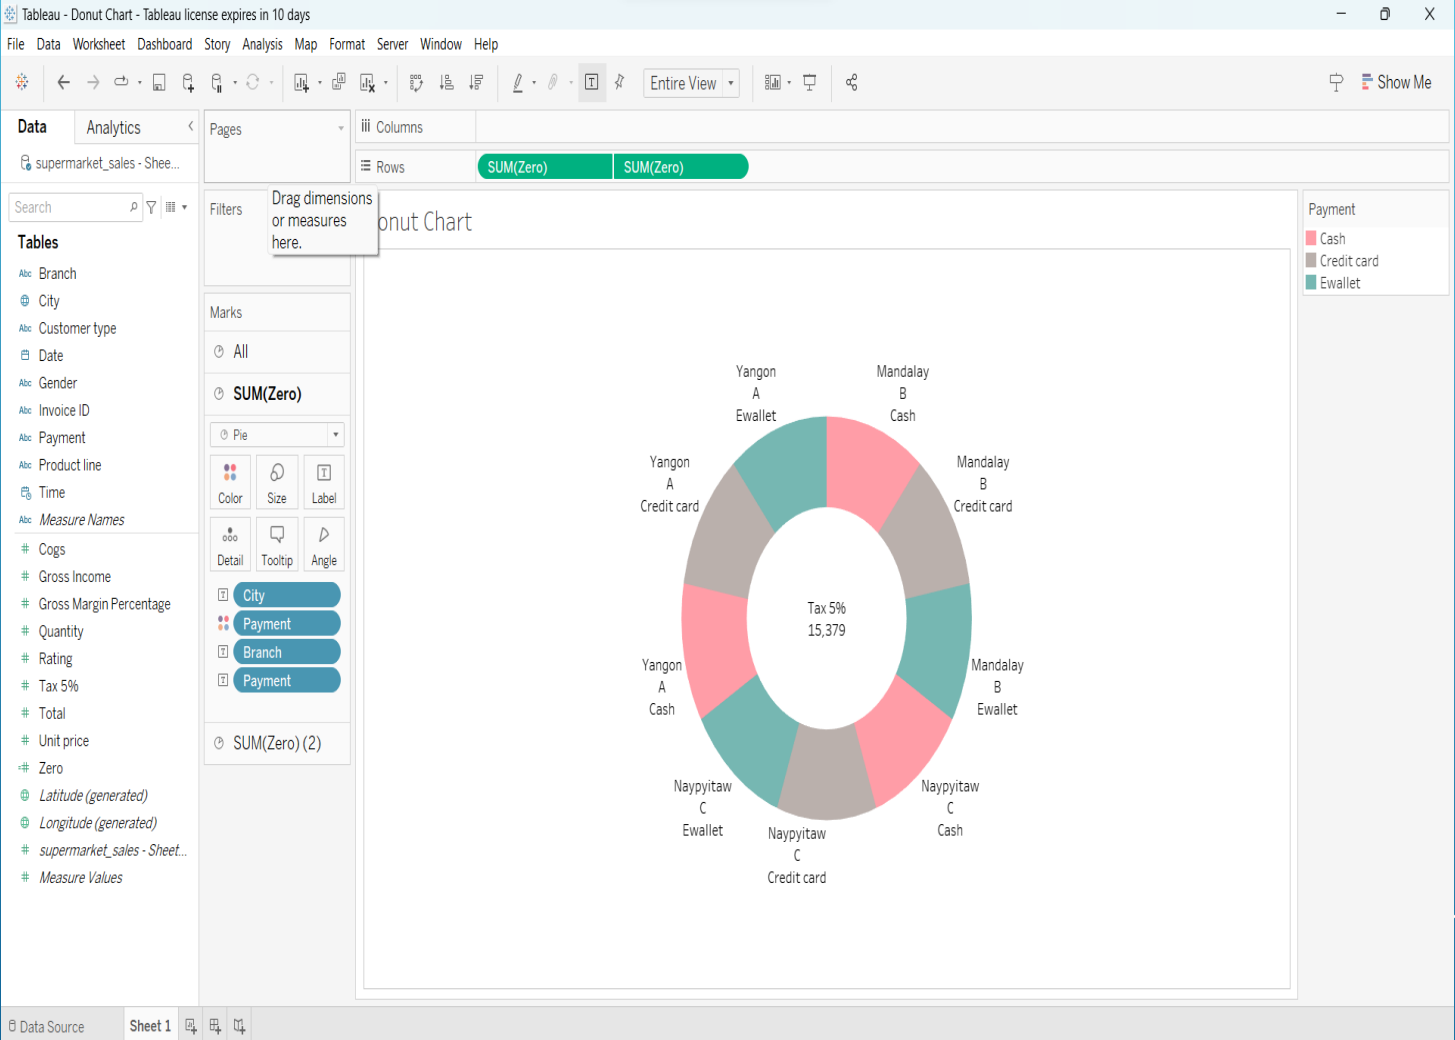 Tableau - Donut Chart - Tableau license expires in 10 days
File Data Worksheet Dashboard Story Analysis Map Format Server Window Help
Entire View
Show Me
Data
Analytics
supermarket_sales - Shee...
Search
Tables
Abc Branch
City
Abc Customer type
Date
Abc Gender
Abc Invoice ID
Abc Payment
Abc Product line
Time
Abc Measure Names
# Cogs
# Gross Income
# Gross Margin Percentage
# Quantity
# Rating
# Tax 5%
# Total
# Unit price
=# Zero
Latitude (generated)
Longitude (generated)
# supermarket_sales - Sheet...
# Measure Values
Pages
Drag dimensions
or measures
here.
Filters
Marks
All
SUM(Zero)
Pie
Color Size Label
Detail Tooltip Angle
City
Payment
Branch
Payment
SUM(Zero) (2)
Columns
Rows
SUM(Zero) SUM(Zero)
onut Chart
Yangon
A
Ewallet
Mandalay
B
Cash
Yangon
A
Credit card
Mandalay
B
Credit card
Tax 5%
15,379
Yangon
A
Cash
Mandalay
B
Ewallet
Naypyitaw
C
Ewallet
Naypyitaw
C
Credit card
Naypyitaw
C
Cash
Payment
Cash
Credit card
Ewallet
Data Source
Sheet 1